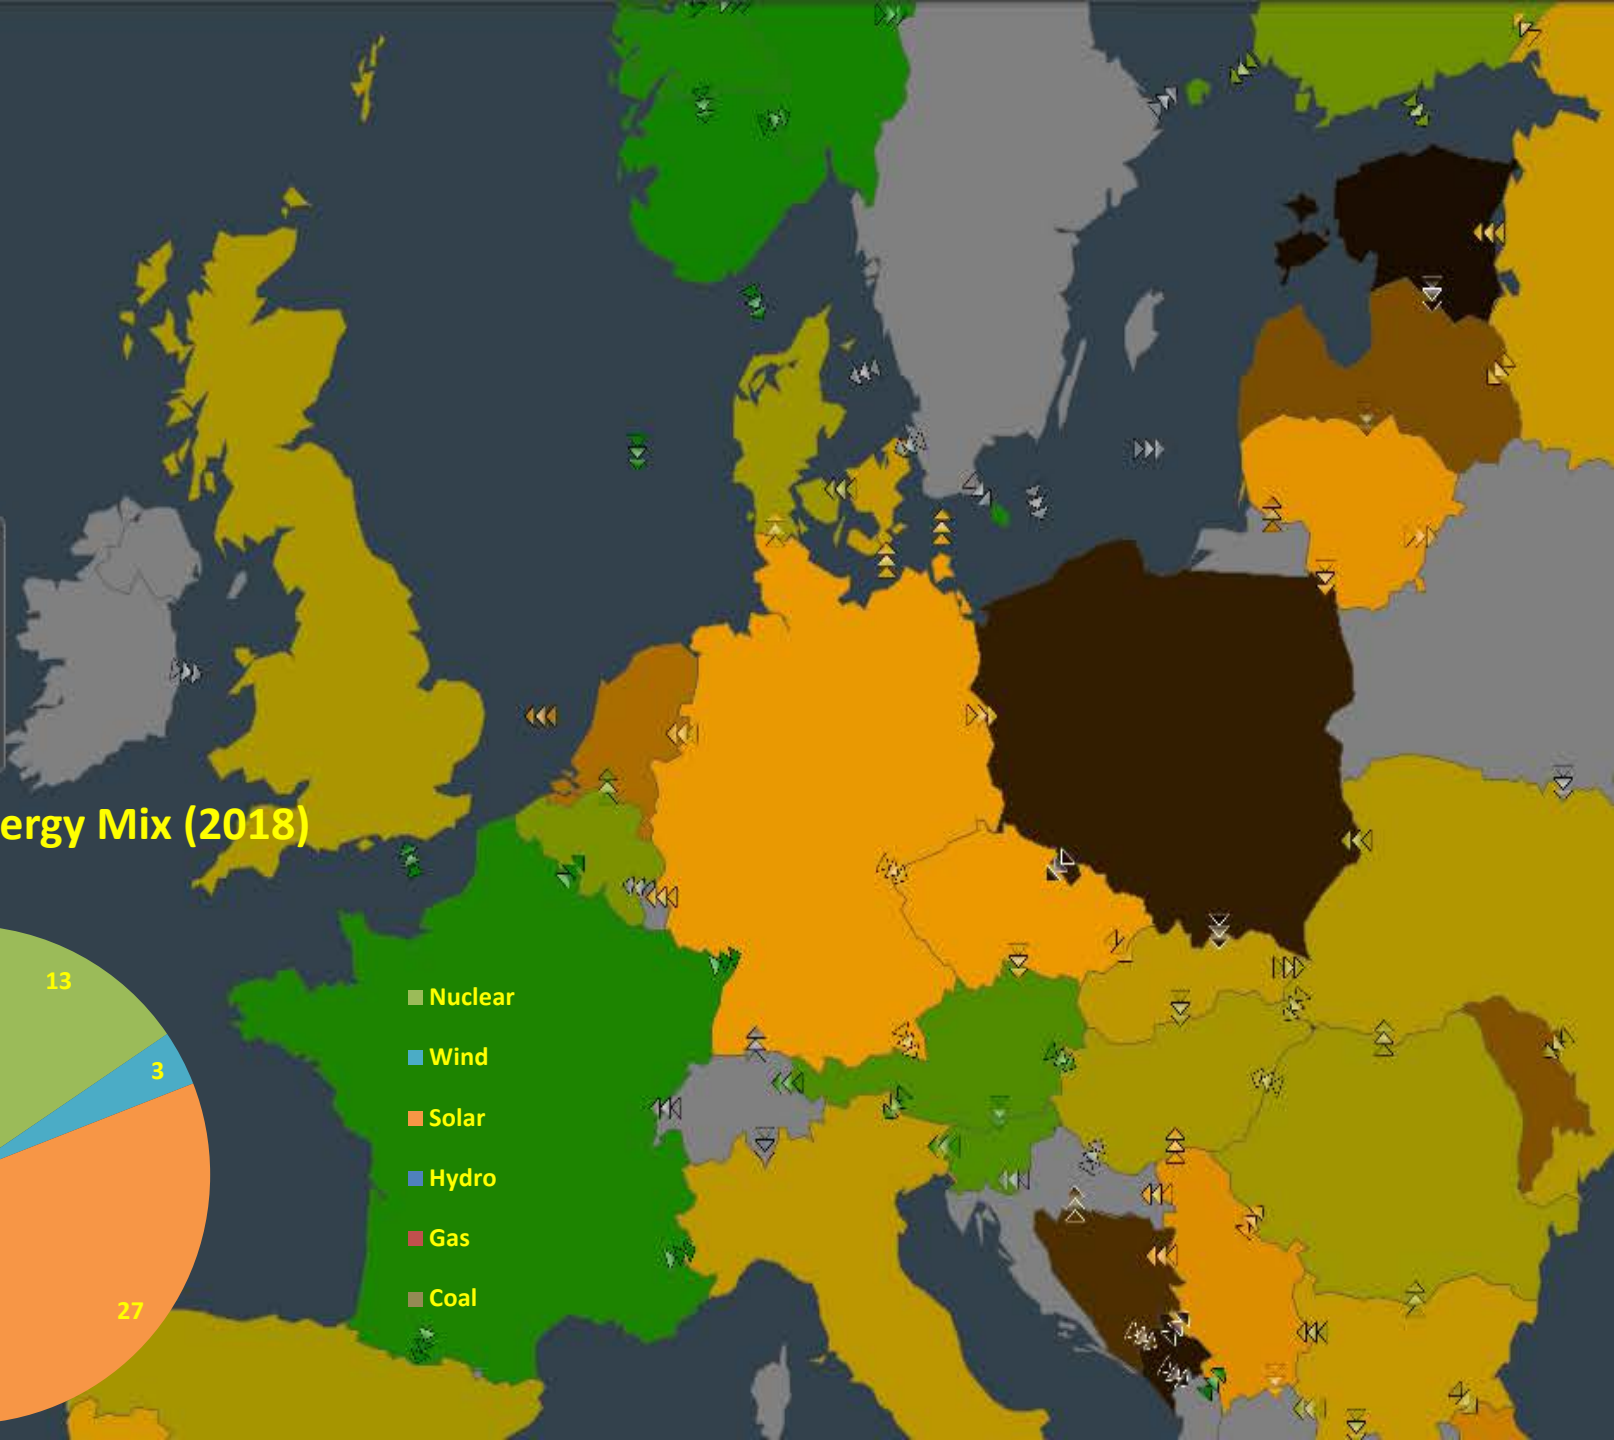 ergy Mix (2018)
13
3
27
Nuclear
Wind
Solar
Hydro
Gas
Coal